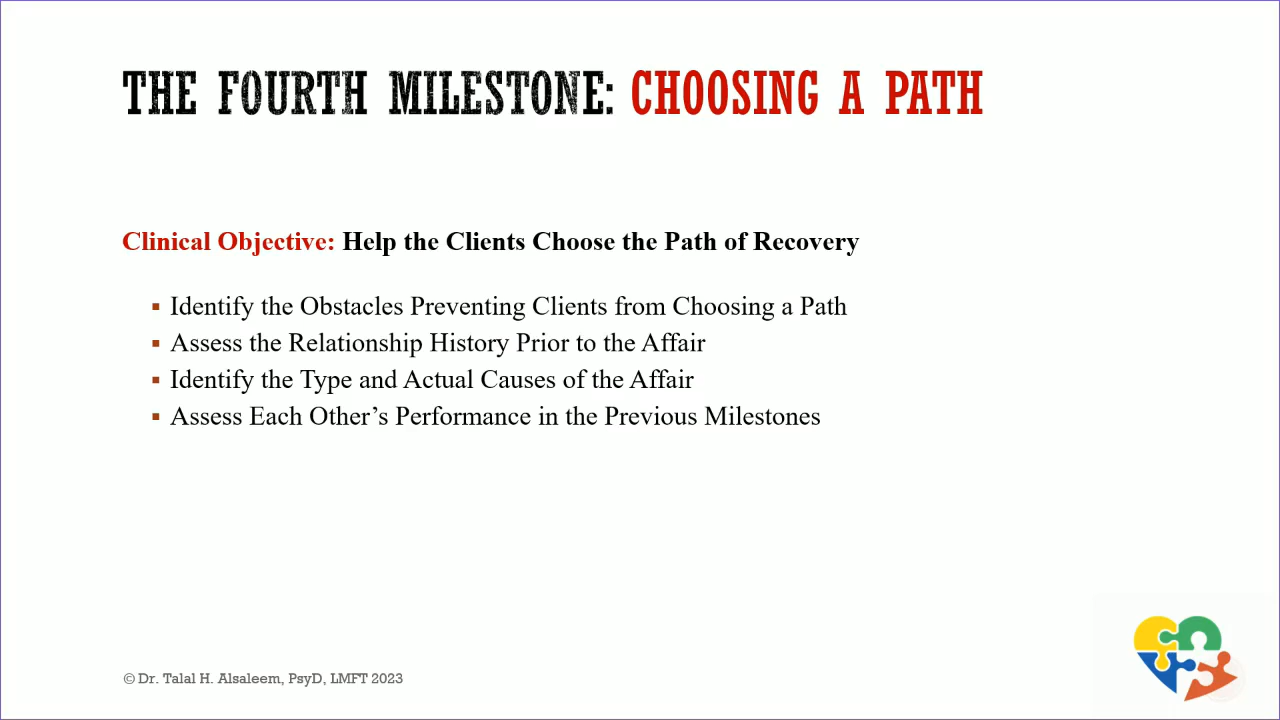 THE FOURTH MILESTONE: CHOOSING A PATH
Clinical Objective: Help the Clients Choose the Path of Recovery
▪ Identify the Obstacles Preventing Clients from Choosing a Path
▪ Assess the Relationship History Prior to the Affair
▪ Identify the Type and Actual Causes of the Affair
▪ Assess Each Other’s Performance in the Previous Milestones
© Dr. Talal H. Alsaleem, PsyD, LMFT 2023